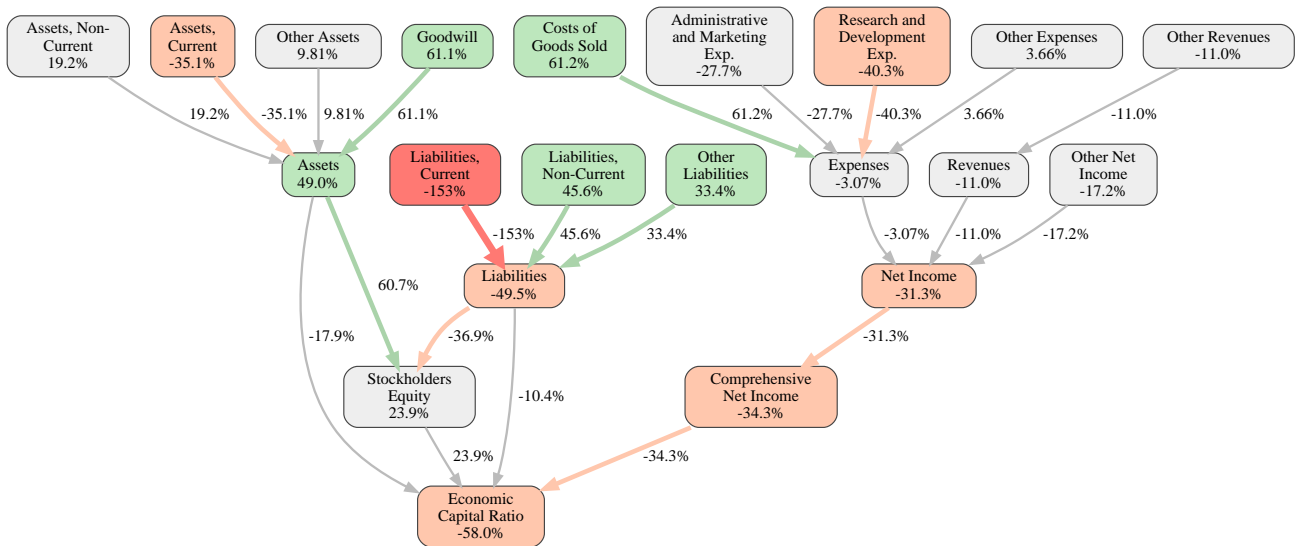 Assets, Non-
Current
19.2%
Assets,
Current
-35.1%
Other Assets
9.81%
Goodwill
61.1%
Costs of
Goods Sold
61.2%
Administrative
and Marketing
Exp.
-27.7%
Research and
Development
Exp.
-40.3%
Other Expenses
3.66%
Other Revenues
-11.0%
19.2%
-35.1%
9.81%
61.1%
61.2%
-27.7%
-40.3%
3.66%
-11.0%
Assets
49.0%
Liabilities,
Current
-153%
Liabilities,
Non-Current
45.6%
Other
Liabilities
33.4%
Expenses
-3.07%
Revenues
-11.0%
Other Net
Income
-17.2%
-153%
45.6%
33.4%
-3.07%
-11.0%
-17.2%
60.7%
Liabilities
-49.5%
Net Income
-31.3%
-17.9%
-36.9%
-31.3%
Stockholders
Equity
23.9%
-10.4%
Comprehensive
Net Income
-34.3%
23.9%
-34.3%
Economic
Capital Ratio
-58.0%